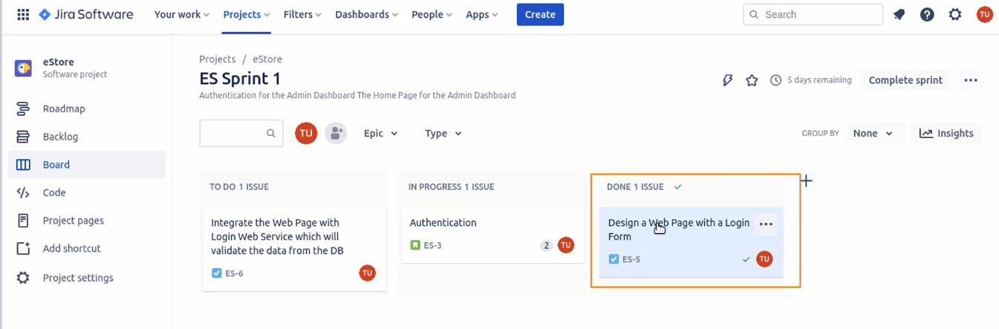 Jira Software Your work Projects Filters Dashboards People Apps Create Search TU
eStore
Software project
Roadmap
Backlog
Board
Code
Project pages
Add shortcut
Project settings
Projects / eStore
ES Sprint 1
5 days remaining Complete sprint
Authentication for the Admin Dashboard The Home Page for the Admin Dashboard
TU Epic Type GROUP BY None Insights
TO DO 1 ISSUE
Integrate the Web Page with
Login Web Service which will
validate the data from the DB
ES-6 TU
IN PROGRESS 1 ISSUE
Authentication
ES-3 2 TU
DONE 1 ISSUE
Design a Web Page with a Login
Form
ES-5 TU